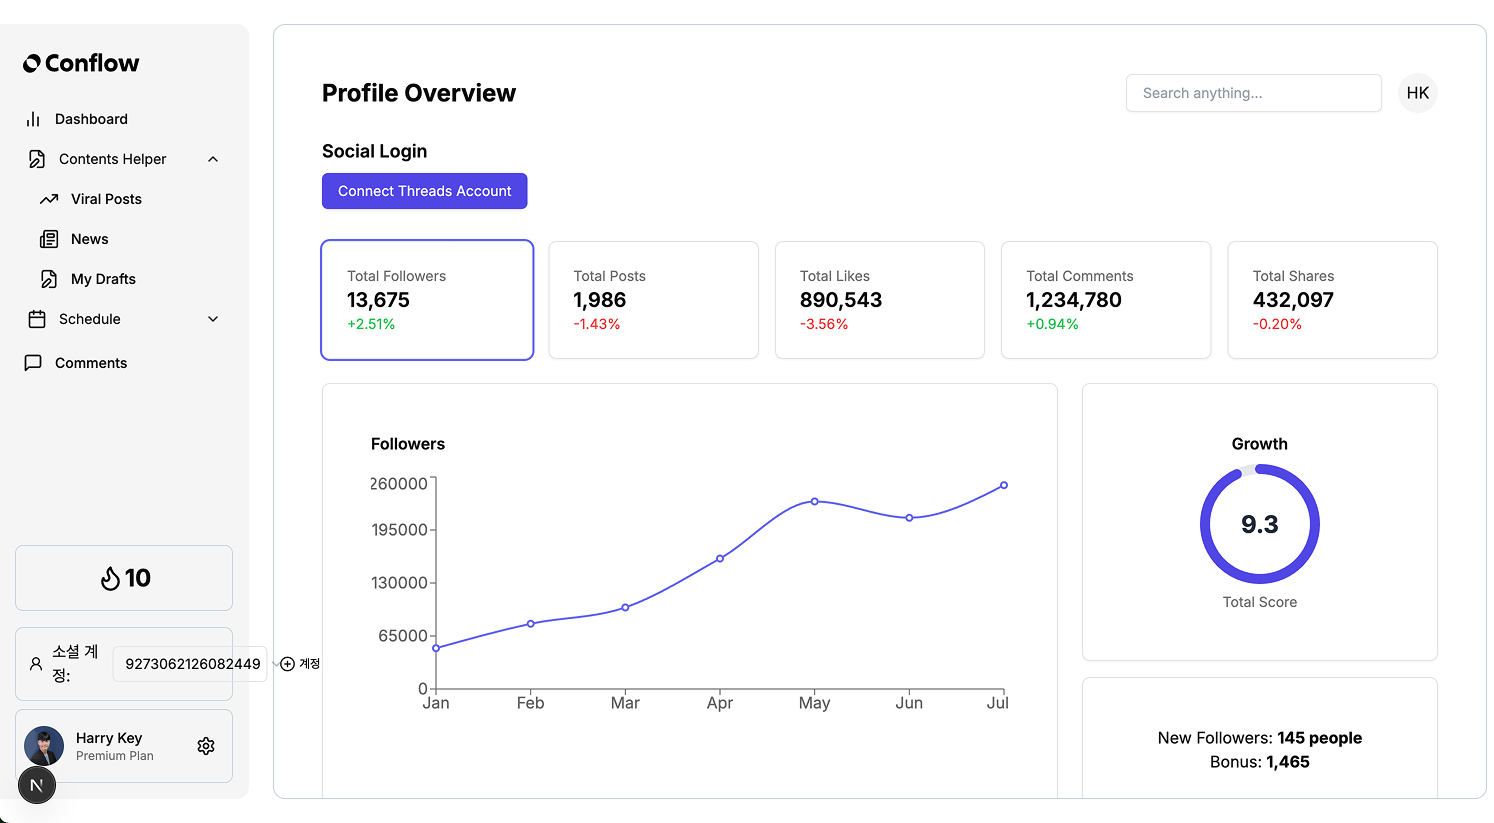 Conflow
Dashboard
Contents Helper
Viral Posts
News
My Drafts
Schedule
Comments
10
소셜 계
정:
9273062126082449
계정
Harry Key
Premium Plan
N
Profile Overview
Search anything...
HK
Social Login
Connect Threads Account
Total Followers
13,675
+2.51%
Total Posts
1,986
-1.43%
Total Likes
890,543
-3.56%
Total Comments
1,234,780
+0.94%
Total Shares
432,097
-0.20%
Followers
260000
195000
130000
65000
0
Jan Feb Mar Apr May Jun Jul
Growth
9.3
Total Score
New Followers: 145 people
Bonus: 1,465